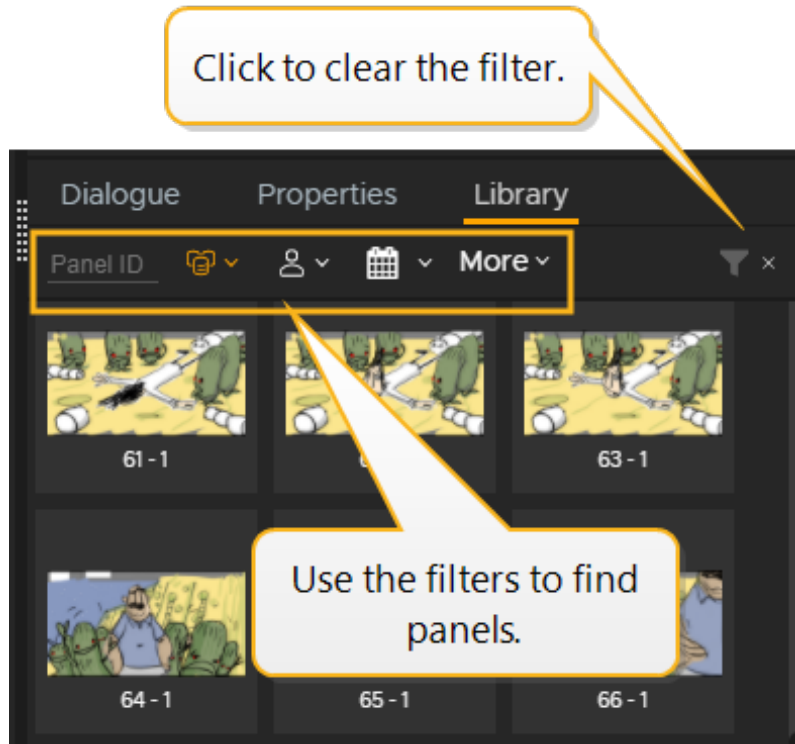 Click to clear the filter.
Dialogue Properties Library
Panel ID More
61 - 1 63 - 1
Use the filters to find
panels.
64 - 1 65 - 1 66 - 1